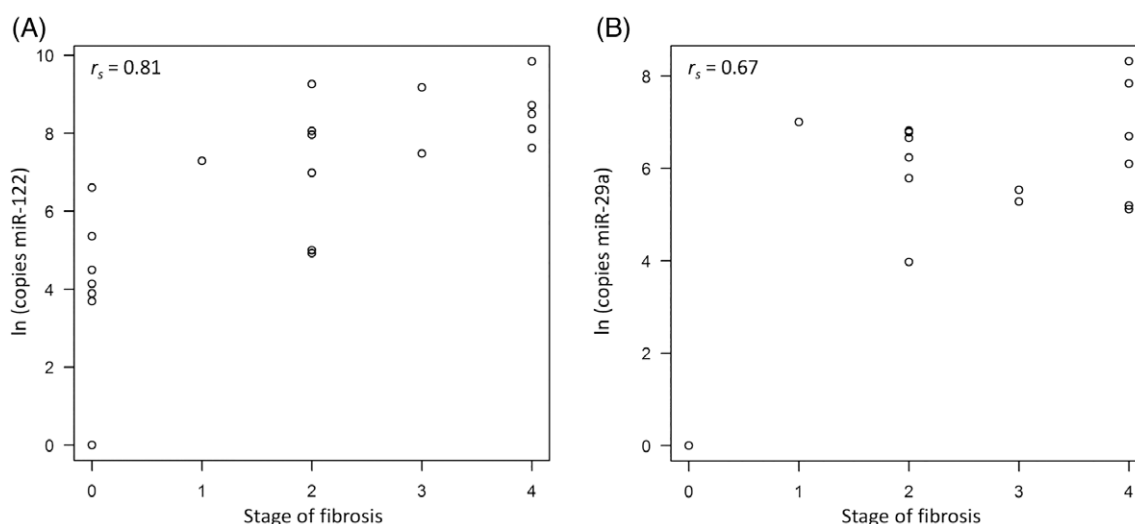 (A)
r_s = 0.81
10
8
6
4
2
0
ln (copies miR-122)
0 1 2 3 4
Stage of fibrosis
(B)
r_s = 0.67
8
6
4
2
0
ln (copies miR-29a)
0 1 2 3 4
Stage of fibrosis